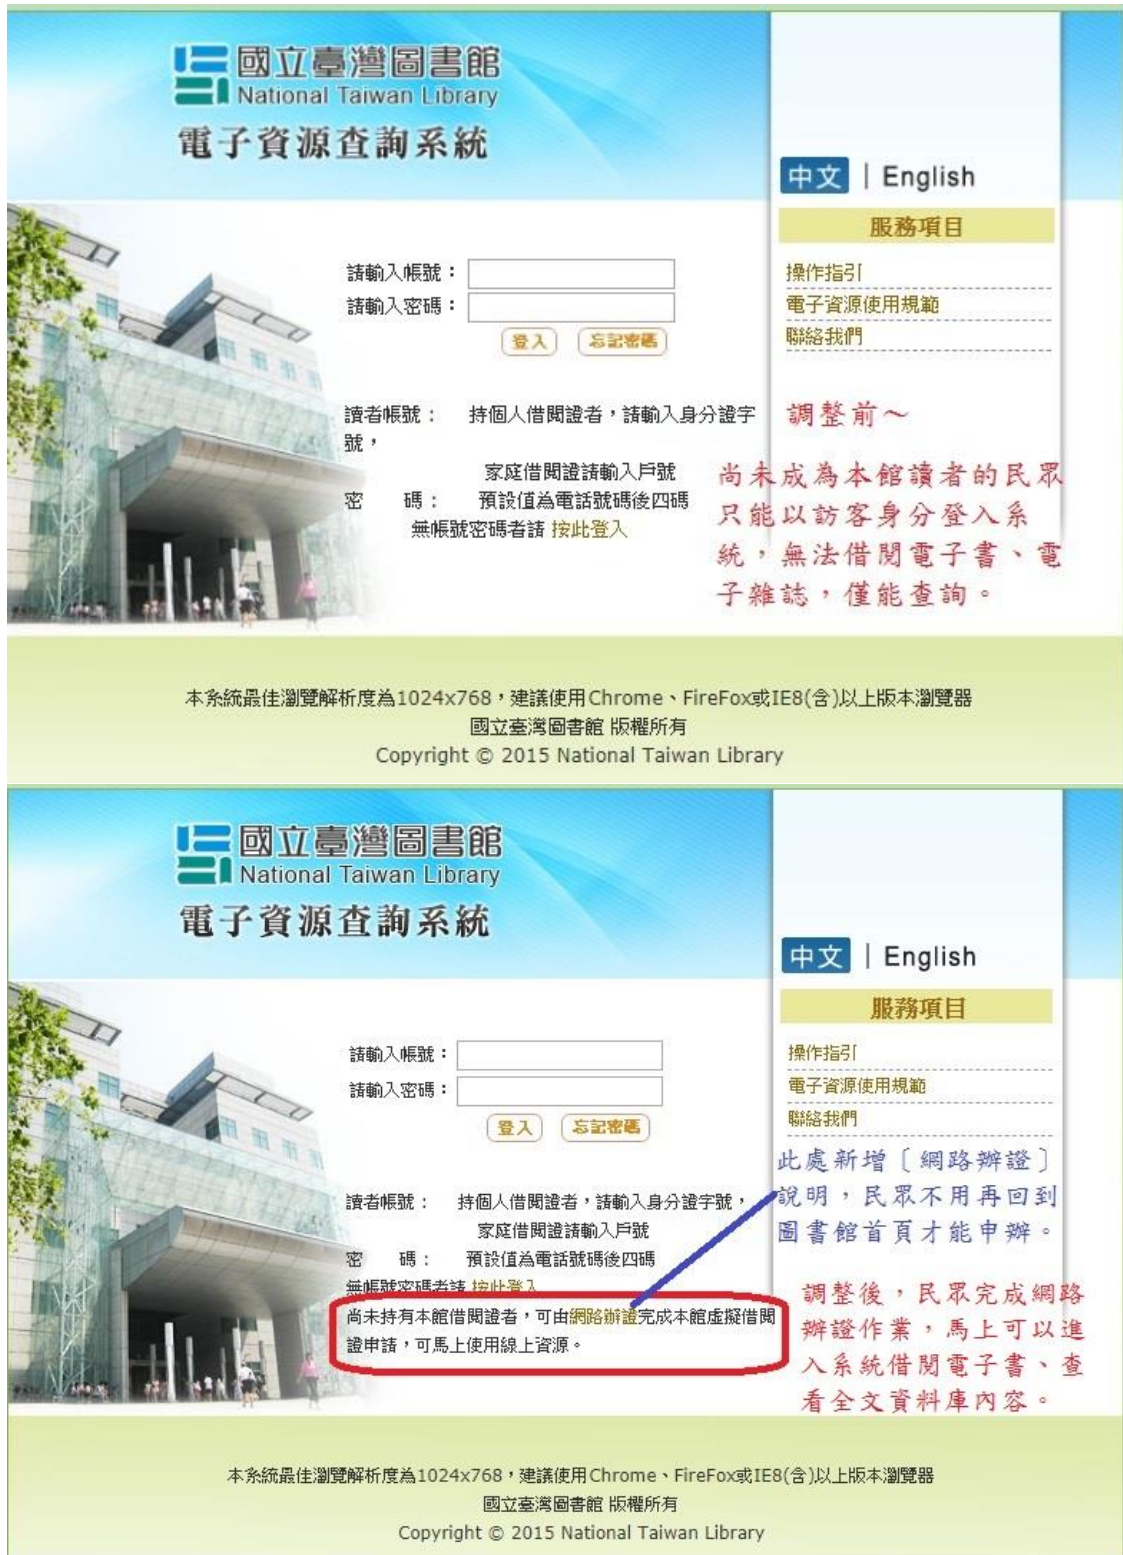 國立臺灣圖書館
National Taiwan Library
電子資源查詢系統
中文 | English
服務項目
操作指引
電子資源使用規範
聯絡我們
請輸入帳號：
請輸入密碼：
登入 忘記密碼
讀者帳號： 持個人借閱證者，請輸入身分證字
號，
家庭借閱證請輸入戶號
密 碼： 預設值為電話號碼後四碼
無帳號密碼者請 按此登入
調整前～
尚未成為本館讀者的民眾
只能以訪客身分登入系
統，無法借閱電子書、電
子雜誌，僅能查詢。
本系統最佳瀏覽解析度為1024x768，建議使用Chrome、FireFox或IE8(含)以上版本瀏覽器
國立臺灣圖書館 版權所有
Copyright © 2015 National Taiwan Library
國立臺灣圖書館
National Taiwan Library
電子資源查詢系統
中文 | English
服務項目
操作指引
電子資源使用規範
聯絡我們
請輸入帳號：
請輸入密碼：
登入 忘記密碼
讀者帳號： 持個人借閱證者，請輸入身分證字號，
家庭借閱證請輸入戶號
密 碼： 預設值為電話號碼後四碼
無帳號密碼者請 按此登入
尚未持有本館借閱證者，可由網路辦證完成本館虛擬借閱
證申請，可馬上使用線上資源。
此處新增〔網路辦證〕
說明，民眾不用再回到
圖書館首頁才能申辦。
調整後，民眾完成網路
辦證作業，馬上可以進
入系統借閱電子書、查
看全文資料庫內容。
本系統最佳瀏覽解析度為1024x768，建議使用Chrome、FireFox或IE8(含)以上版本瀏覽器
國立臺灣圖書館 版權所有
Copyright © 2015 National Taiwan Library